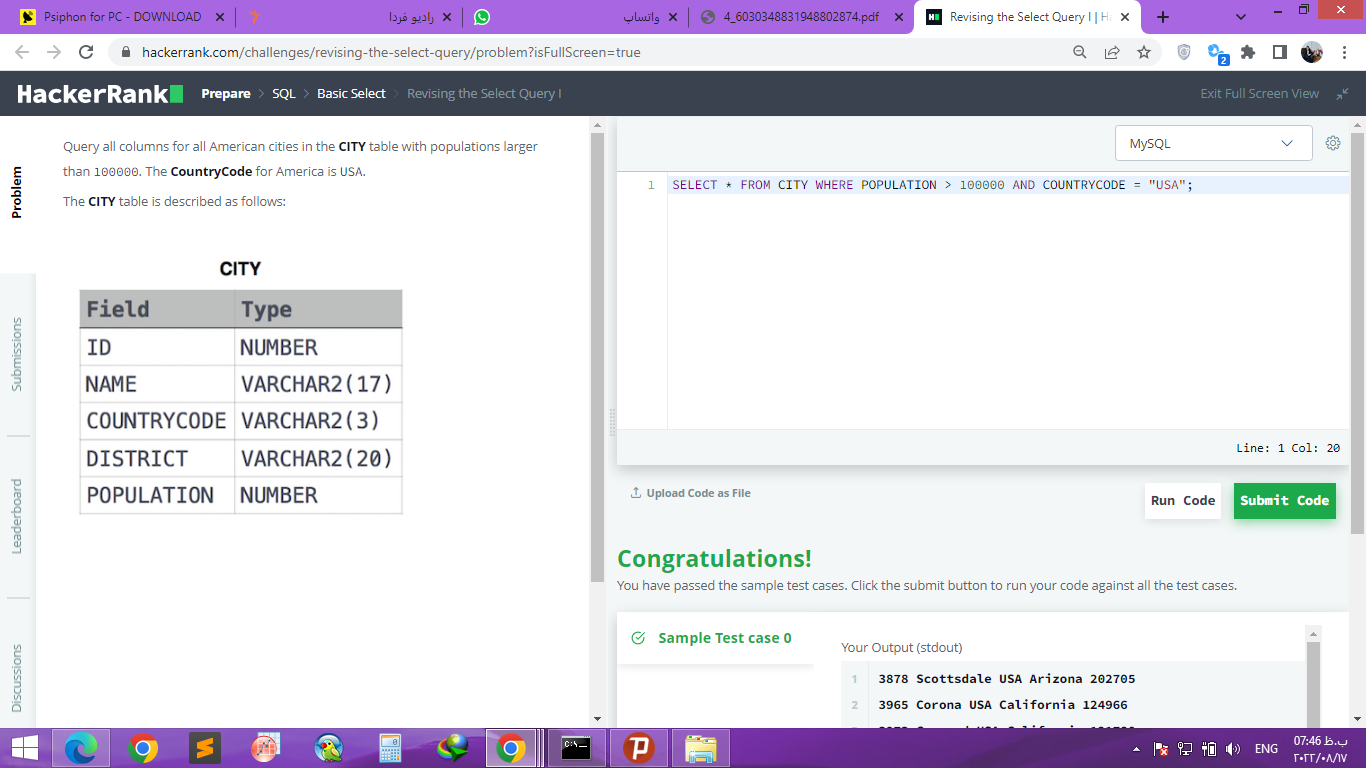 Psiphon for PC - DOWNLOAD
رادیو فردا
واتساپ
4_6030348831948802874.pdf
Revising the Select Query I | Ha
hackerrank.com/challenges/revising-the-select-query/problem?isFullScreen=true
2
HackerRank
Prepare > SQL > Basic Select > Revising the Select Query I
Exit Full Screen View
Problem
Submissions
Leaderboard
Discussions
Query all columns for all American cities in the CITY table with populations larger
than 100000. The CountryCode for America is USA.
The CITY table is described as follows:
CITY
Field Type
ID NUMBER
NAME VARCHAR2(17)
COUNTRYCODE VARCHAR2(3)
DISTRICT VARCHAR2(20)
POPULATION NUMBER
MySQL
1 SELECT * FROM CITY WHERE POPULATION > 100000 AND COUNTRYCODE = "USA";
Line: 1 Col: 20
Upload Code as File
Run Code
Submit Code
Congratulations!
You have passed the sample test cases. Click the submit button to run your code against all the test cases.
Sample Test case 0
Your Output (stdout)
1 3878 Scottsdale USA Arizona 202705
2 3965 Corona USA California 124966
ENG
07:46 ب.ظ
٢٠٢٢/٠٨/١٧